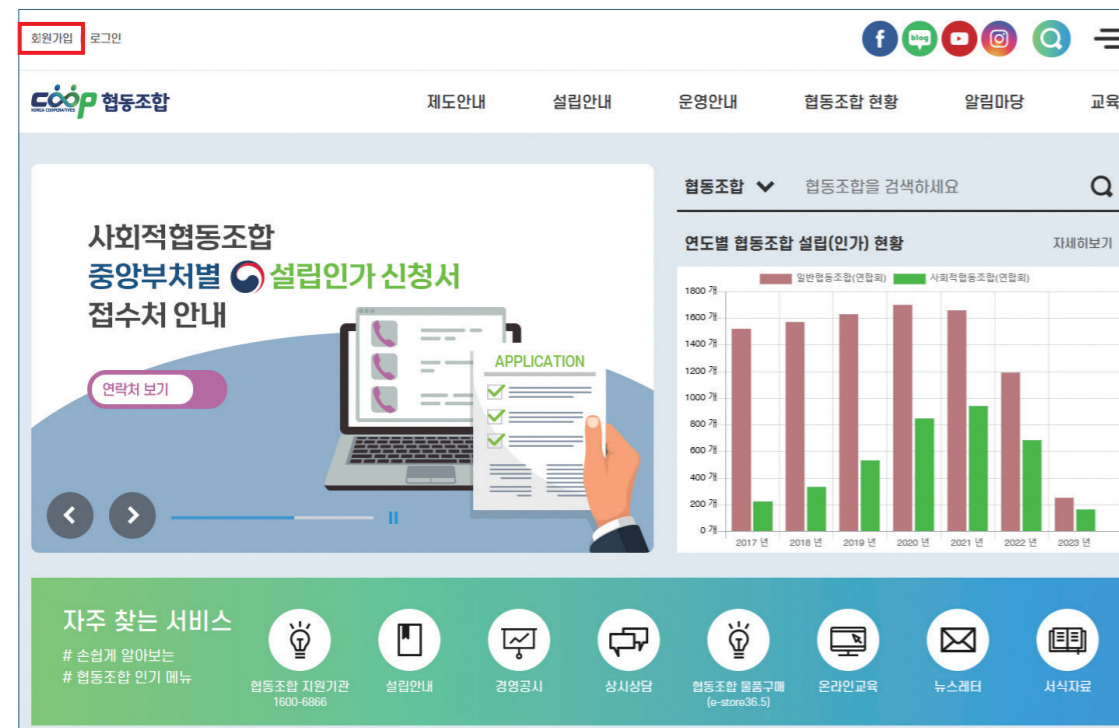 회원가입 로그인
f blog
COOP 협동조합
KOREA COOPERATIVES
제도안내 설립안내 운영안내 협동조합 현황 알림마당 교육
사회적협동조합
중앙부처별 설립인가 신청서
접수처 안내
연락처 보기
APPLICATION
협동조합 협동조합을 검색하세요
연도별 협동조합 설립(인가) 현황 자세히보기
일반협동조합(연합회) 사회적협동조합(연합회)
1800 개
1600 개
1400 개
1200 개
1000 개
800 개
600 개
400 개
200 개
0 개
2017 년 2018 년 2019 년 2020 년 2021 년 2022 년 2023 년
자주 찾는 서비스
# 손쉽게 알아보는
# 협동조합 인기 메뉴
협동조합 지원기관
1600-6866
설립안내
경영공시
상시상담
협동조합 물품구매
(e-store36.5)
온라인교육
뉴스레터
서식자료